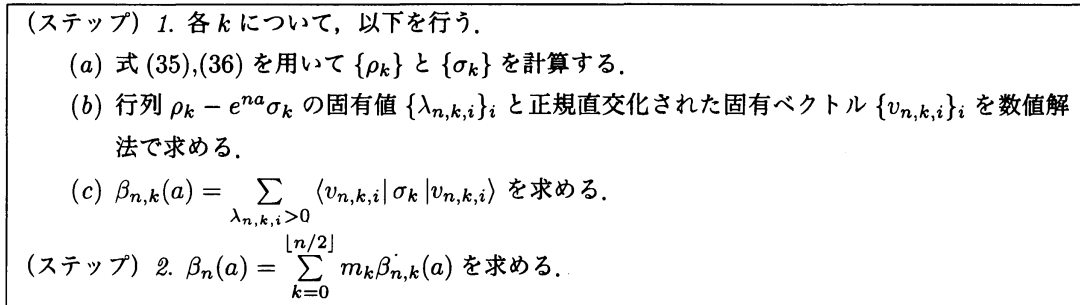 (ステップ) 1. 各 k について, 以下を行う.
(a) 式 (35),(36) を用いて {ρ_k} と {σ_k} を計算する.
(b) 行列 ρ_k − e^{na}σ_k の固有値 {λ_{n,k,i}}_i と正規直交化された固有ベクトル {v_{n,k,i}}_i を数値解
法で求める.
(c) β_{n,k}(a) = ∑_{λ_{n,k,i}>0} ⟨v_{n,k,i}| σ_k |v_{n,k,i}⟩ を求める.
(ステップ) 2. β_n(a) = ∑_{k=0}^{⌊n/2⌋} m_kβ_{n,k}(a) を求める.